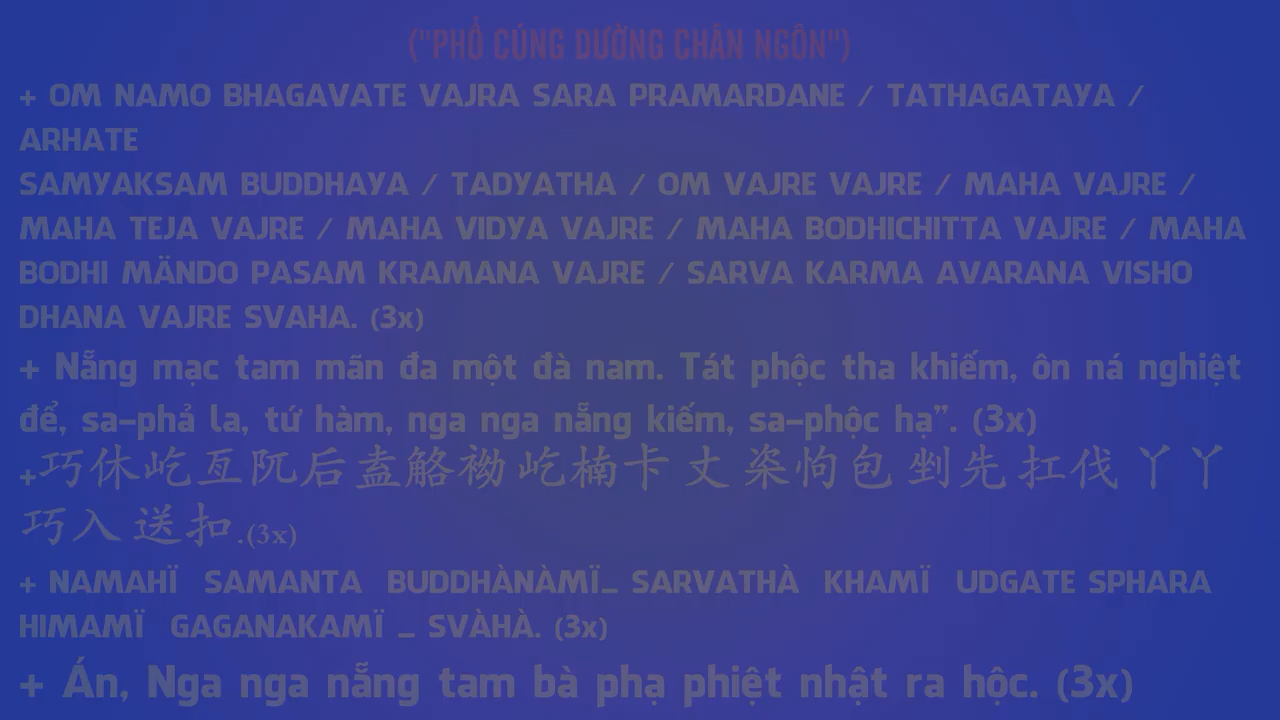 ("PHỔ CÚNG DƯỜNG CHÂN NGÔN")
+ OM NAMO BHAGAVATE VAJRA SARA PRAMARDANE / TATHAGATAYA /
ARHATE
SAMYAKSAM BUDDHAYA / TADYATHA / OM VAJRE VAJRE / MAHA VAJRE /
MAHA TEJA VAJRE / MAHA VIDYA VAJRE / MAHA BODHICHITTA VAJRE / MAHA
BODHI MÄNDO PASAM KRAMANA VAJRE / SARVA KARMA AVARANA VISHO
DHANA VAJRE SVAHA. (3x)
+ Nẵng mạc tam mãn đa một đà nam. Tát phộc tha khiếm, ôn ná nghiệt
để, sa-phả la, tứ hàm, nga nga nẵng kiếm, sa-phộc hạ”. (3x)
+巧休屹亙阢后盍觡袎屹楠卡丈桼怐包剉先扛伐丫丫
巧入送扣.(3x)
+ NAMAHÏ SAMANTA BUDDHÀNÀMÏ_ SARVATHÀ KHAMÏ UDGATE SPHARA
HIMAMÏ GAGANAKAMÏ _ SVÀHÀ. (3x)
+ Án, Nga nga nẵng tam bà phạ phiệt nhật ra hộc. (3x)